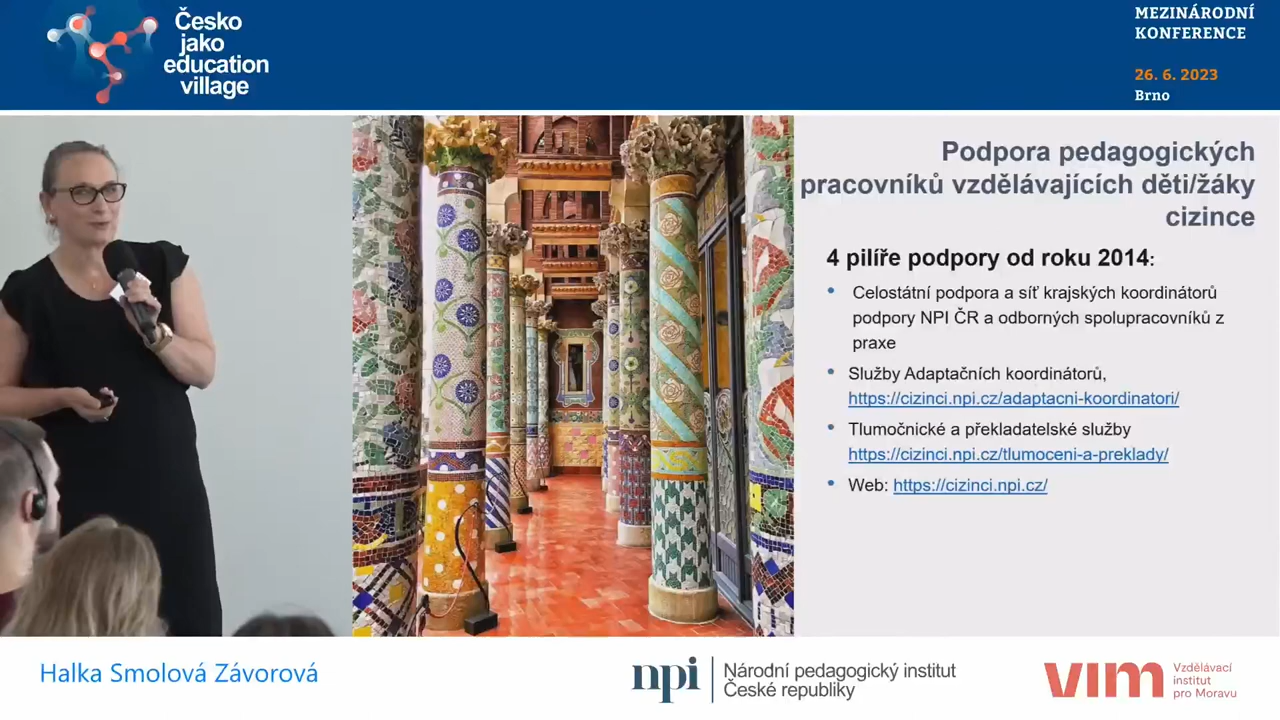 Česko
jako
education
village
MEZINÁRODNÍ
KONFERENCE
26. 6. 2023
Brno
Podpora pedagogických
pracovníků vzdělávajících děti/žáky
cizince
4 pilíře podpory od roku 2014:
Celostátní podpora a síť krajských koordinátorů
podpory NPI ČR a odborných spolupracovníků z
praxe
Služby Adaptačních koordinátorů,
https://cizinci.npi.cz/adaptacni-koordinatori/
Tlumočnické a překladatelské služby
https://cizinci.npi.cz/tlumoceni-a-preklady/
Web: https://cizinci.npi.cz/
Halka Smolová Závorová
npi
Národní pedagogický institut
České republiky
vim
Vzdělávací
institut
pro Moravu